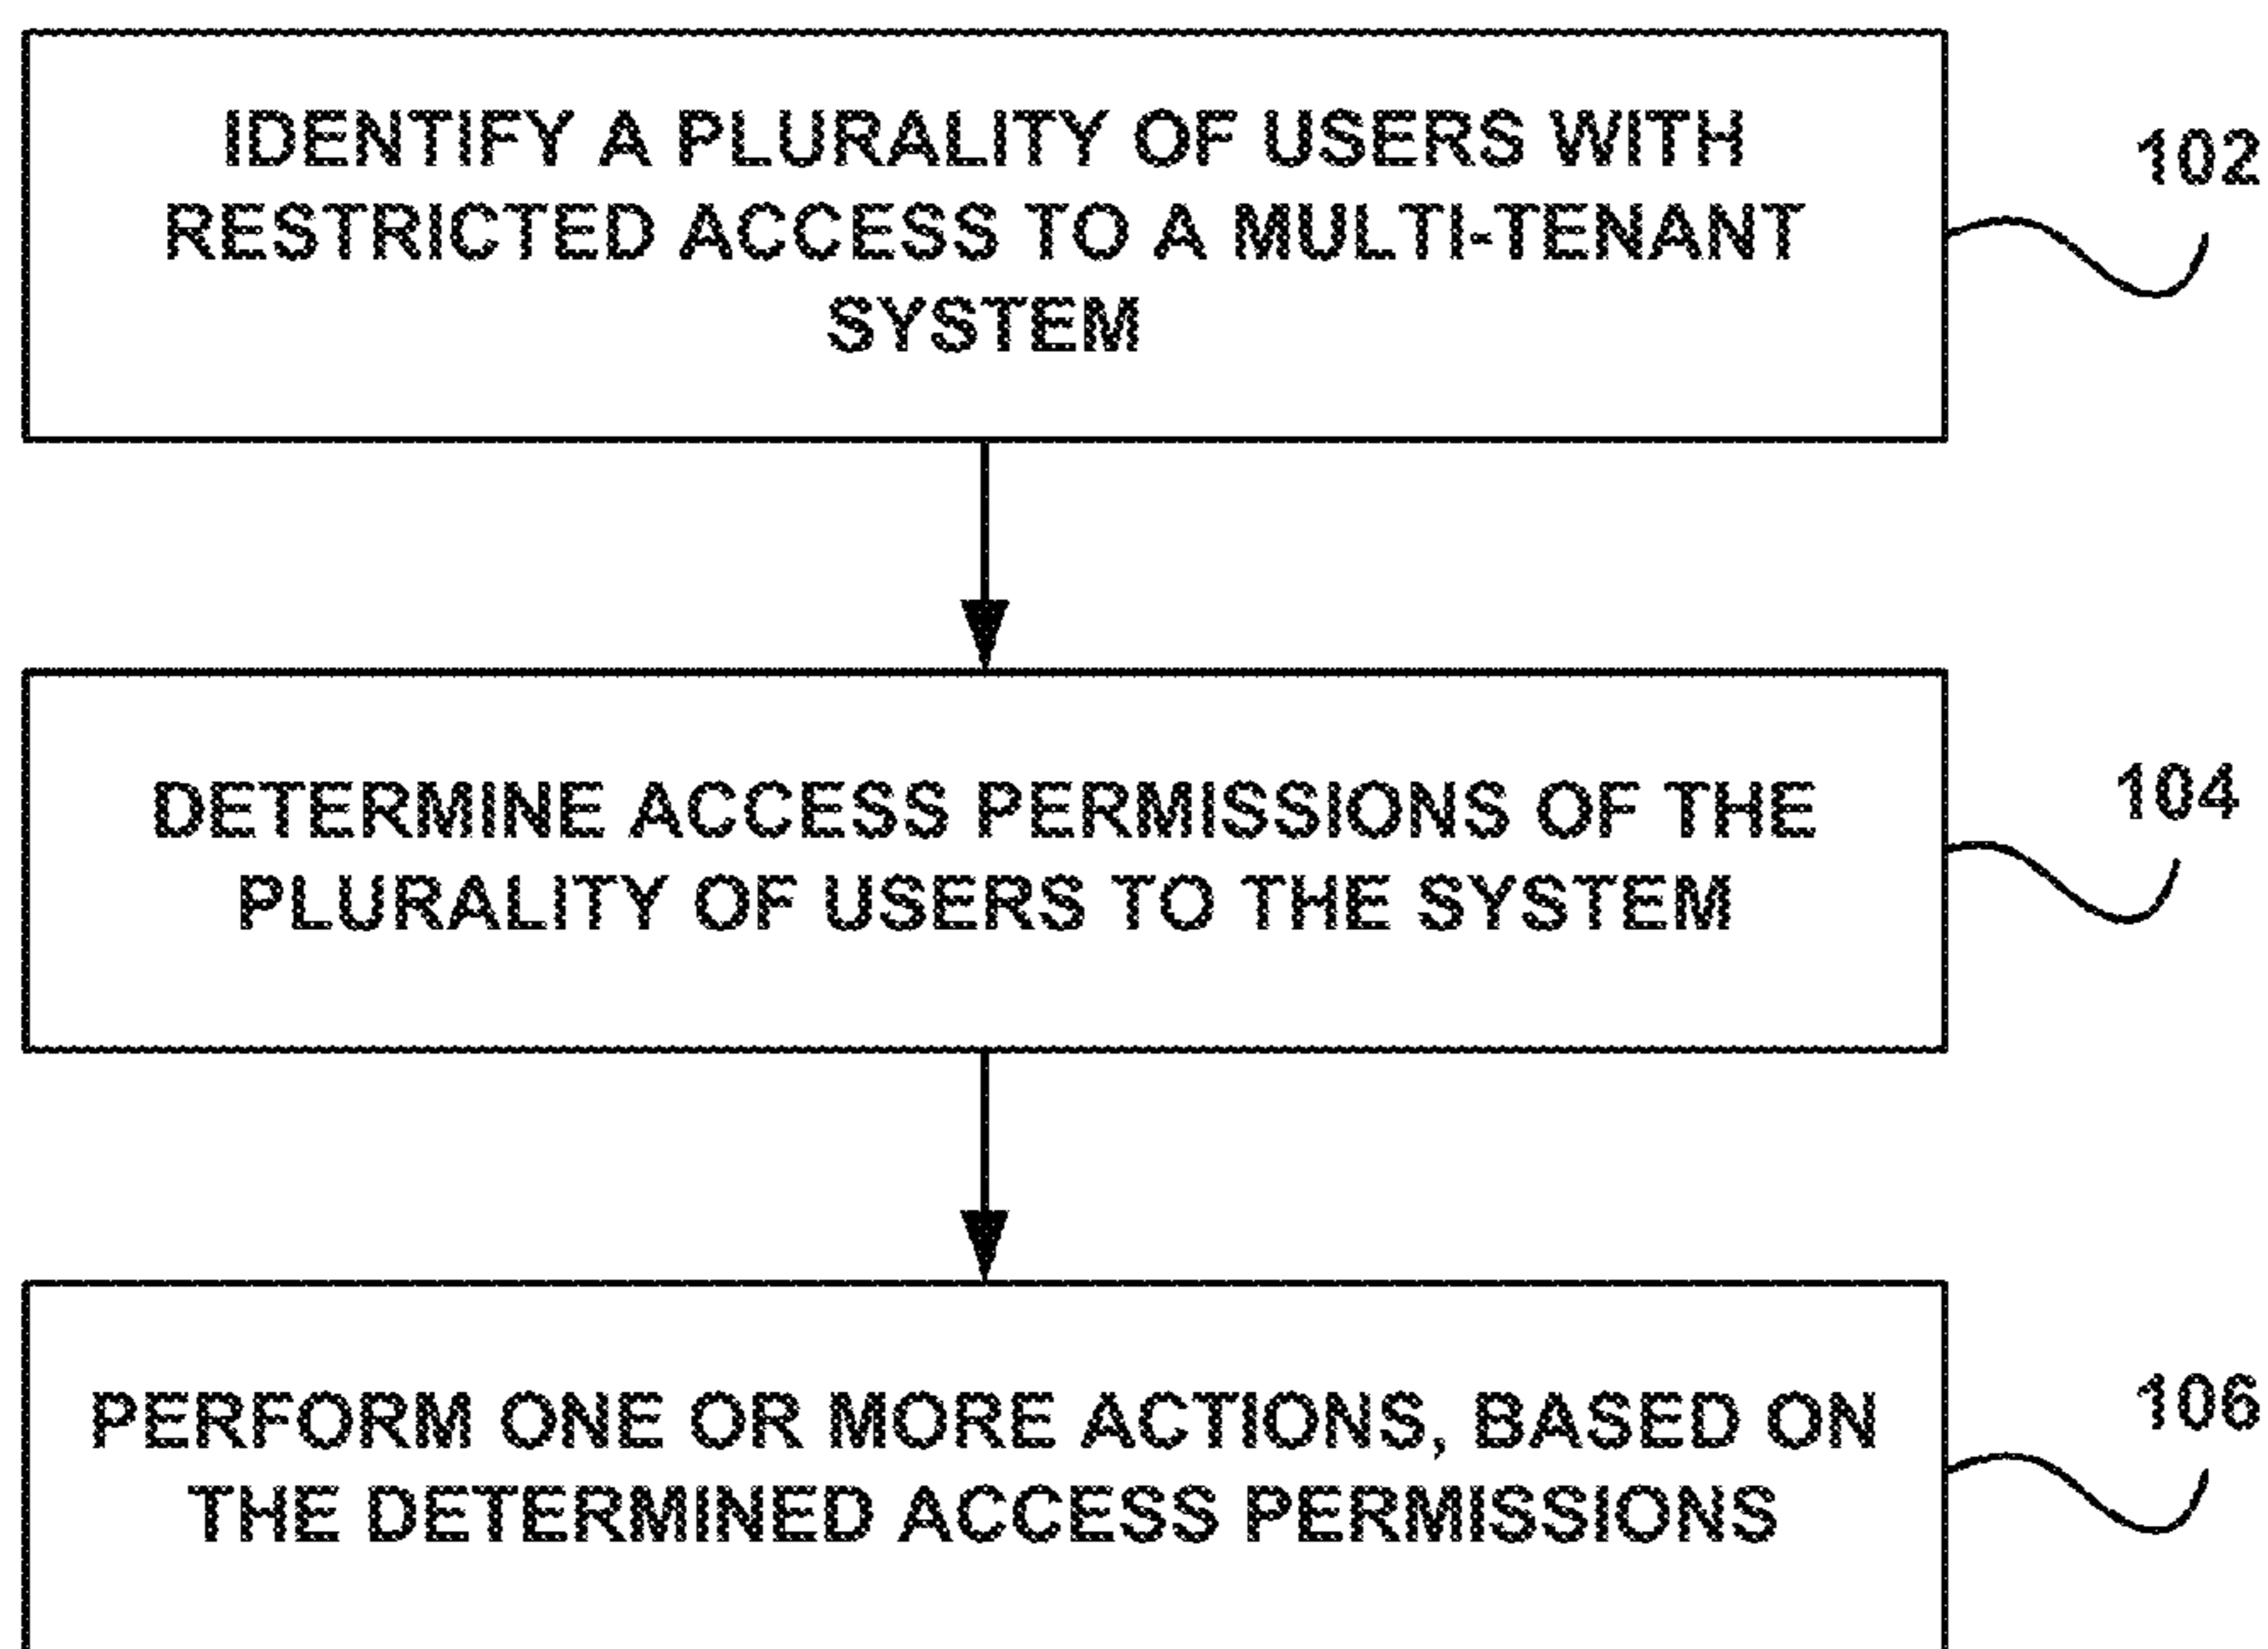 IDENTIFY A PLURALITY OF USERS WITH
RESTRICTED ACCESS TO A MULTI-TENANT
SYSTEM
102
DETERMINE ACCESS PERMISSIONS OF THE
PLURALITY OF USERS TO THE SYSTEM
104
PERFORM ONE OR MORE ACTIONS, BASED ON
THE DETERMINED ACCESS PERMISSIONS
106